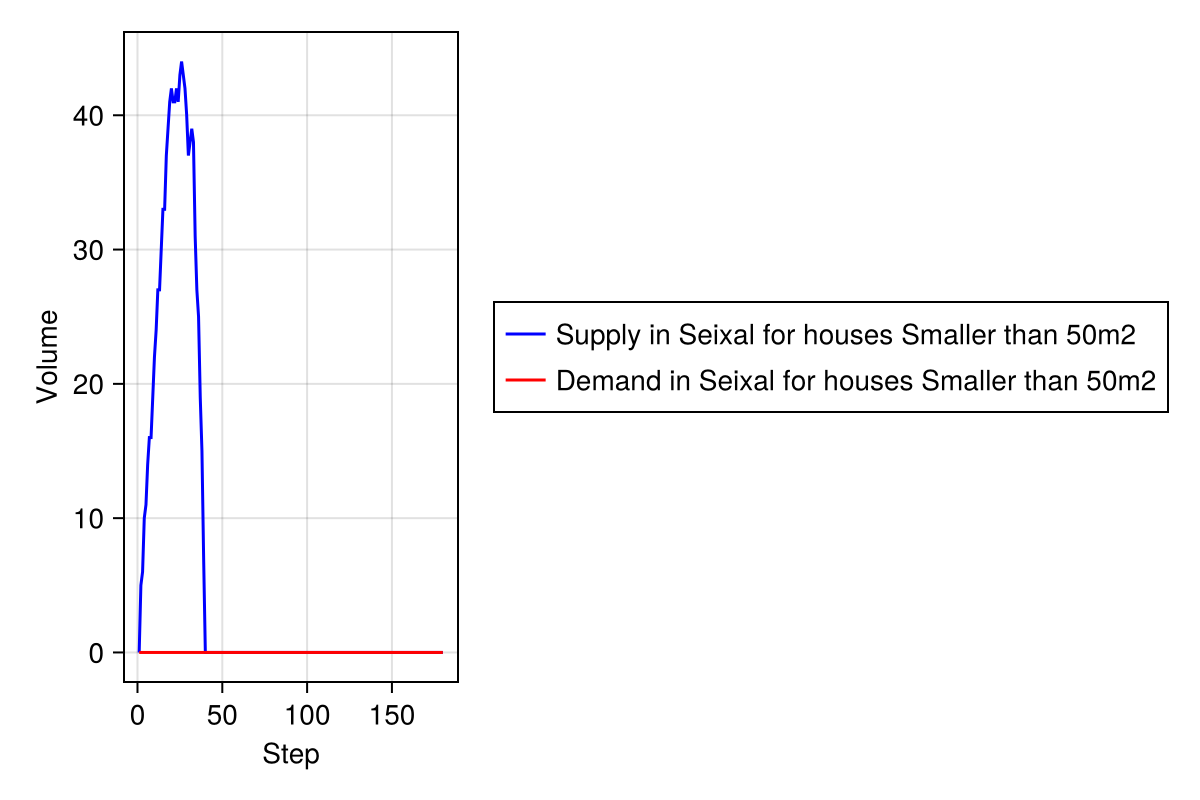 40
30
20
10
0
Volume
0 50 100 150
Step
Supply in Seixal for houses Smaller than 50m2
Demand in Seixal for houses Smaller than 50m2